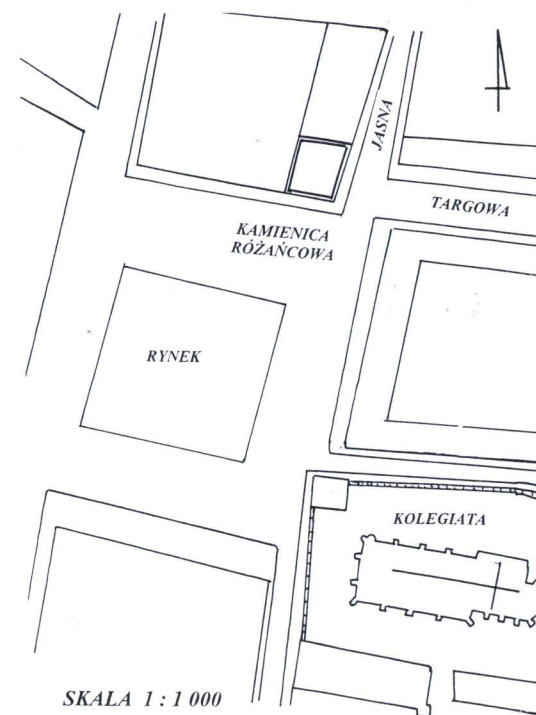 JASNA
TARGOWA
KAMIENICA
RÓŻAŃCOWA
RYNEK
KOLEGIATA
SKALA 1 : 1 000